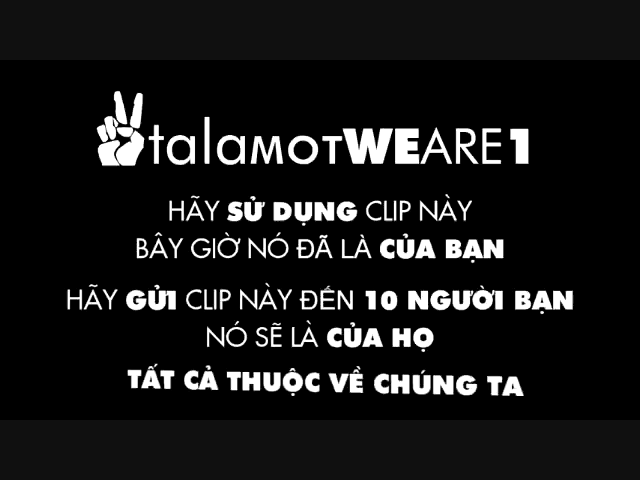 talaмoтWEARE1
HÃY SỬ DỤNG CLIP NÀY
BÂY GIỜ NÓ ĐÃ LÀ CỦA BẠN
HÃY GỬI CLIP NÀY ĐẾN 10 NGƯỜI BẠN
NÓ SẼ LÀ CỦA HỌ
TẤT CẢ THUỘC VỀ CHÚNG TA